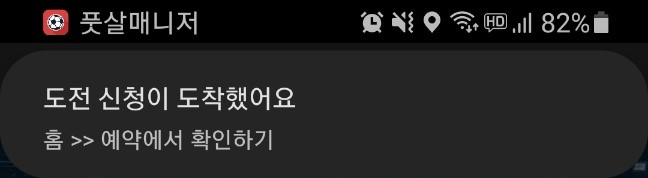 풋살매니저 HD 82%
도전 신청이 도착했어요
홈 >> 예약에서 확인하기